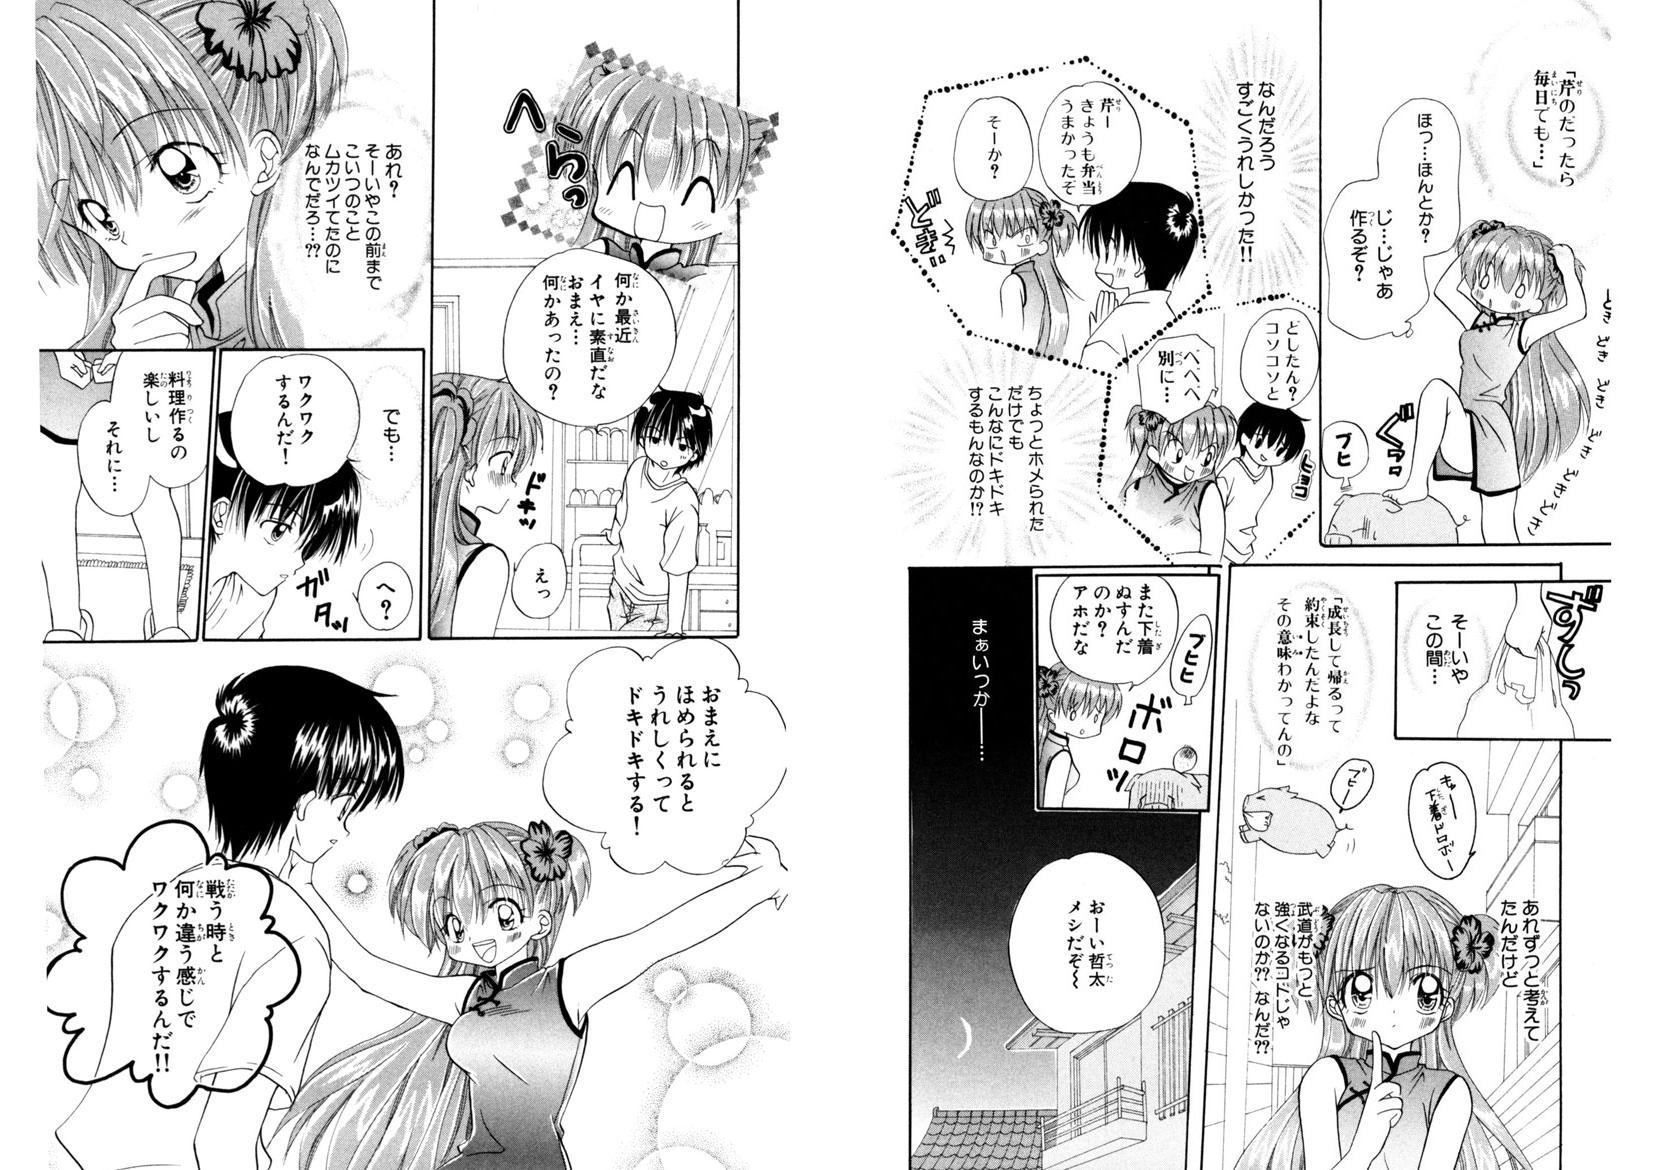 「芹のだったら
毎日でも…」
ほっ…ほんとか?
じ…じゃあ
作るぞ?
どき
どき
どき
どき
どき
どき
ブヒ
ぐっ
なんだろう
すごくうれしかった!!
芹ー
きょうも弁当
うまかったぞ
そーか?
どきっ
どしたん?
コソコソと
べべべ
別に…
ヒョコ
ちょっとホメられた
だけでも
こんなにドキドキ
するもんなのか!?
ずしっ
そーいや
この間…
「成長して帰るって
約束したんだよな
その意味わかってんの」
ブヒー
きゃー
下着ドロボー
あれずっと考えて
たんだけど
武道がもっと
強くなるコトじゃ
ないのか?? なんだ??
ブヒヒ
また下着
ぬすんだ
のか?
アホだな
ボロッ
まぁいっか――…
おーい哲太
メシだぞ〜
へらっ
何か最近
イヤに素直だな
おまえ…
何かあったの?
ドキッ
えっ
あれ?
そーいやこの前まで
こいつのこと
ムカツイてたのに
なんでだろ…??
でも…
ワクワク
するんだ!
へ?
ガタッ
料理作るの
楽しいし
それに…
おまえに
ほめられると
うれしくって
ドキドキする!
戦う時と
何か違う感じで
ワクワクするんだ!!